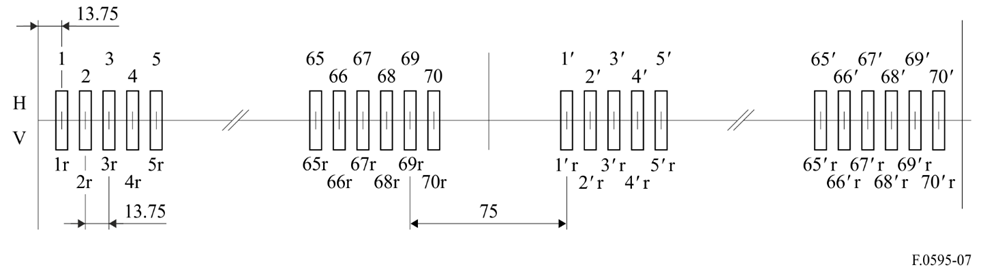 13.75
1 3 5 65 67 69 1′ 3′ 5′ 65′ 67′ 69′
2 4 66 68 70 2′ 4′ 66′ 68′ 70′
H
V
1r 3r 5r 65r 67r 69r 1′r 3′r 5′r 65′r 67′r 69′r
2r 4r 66r 68r 70r 2′r 4′r 66′r 68′r 70′r
13.75 75
F.0595-07